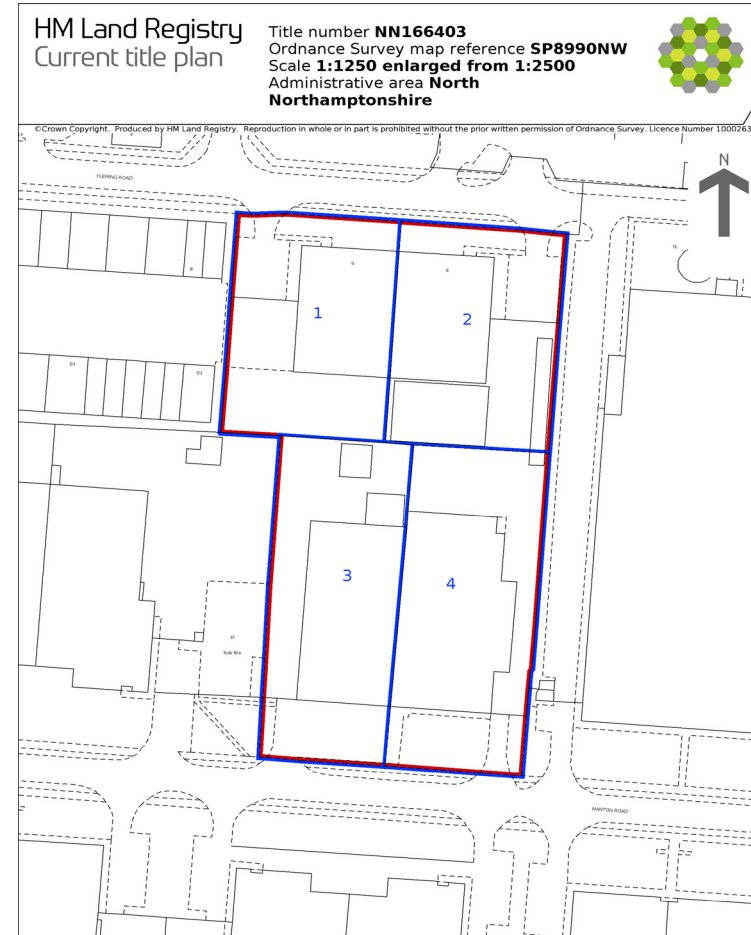 HM Land Registry
Current title plan
Title number NN166403
Ordnance Survey map reference SP8990NW
Scale 1:1250 enlarged from 1:2500
Administrative area North
Northamptonshire
©Crown Copyright. Produced by HM Land Registry. Reproduction in whole or in part is prohibited without the prior written permission of Ordnance Survey. Licence Number 1000263
N
FLEMING ROAD
1
2
3
4
El
Sub Sta
MANTON ROAD